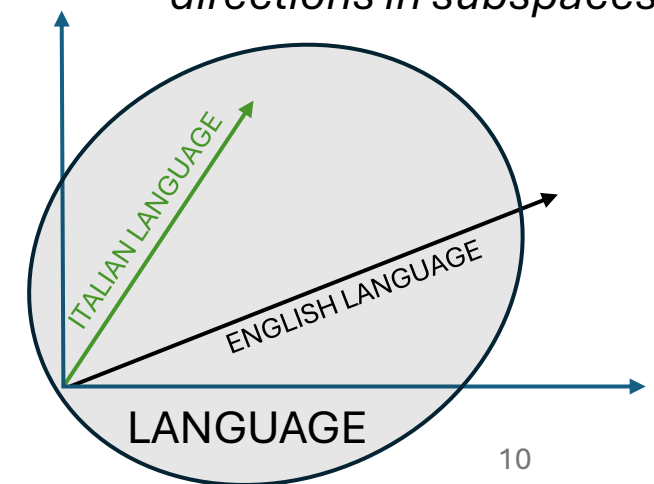 directions in subspaces
ITALIAN LANGUAGE
ENGLISH LANGUAGE
LANGUAGE
10